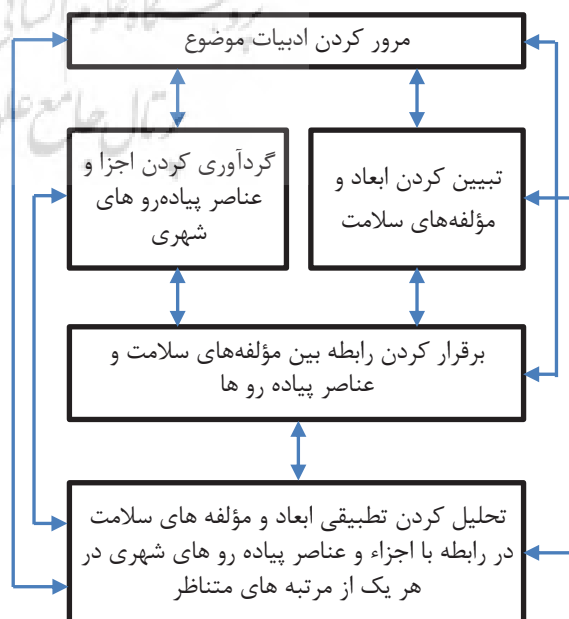 مرور کردن ادبیات موضوع
تبیین کردن ابعاد و
مؤلفه‌های سلامت
گردآوری کردن اجزا و
عناصر پیاده‌رو های
شهری
برقرار کردن رابطه بین مؤلفه‌های سلامت و
عناصر پیاده رو ها
تحلیل کردن تطبیقی ابعاد و مؤلفه های سلامت
در رابطه با اجزاء و عناصر پیاده رو های شهری در
هر یک از مرتبه های متناظر